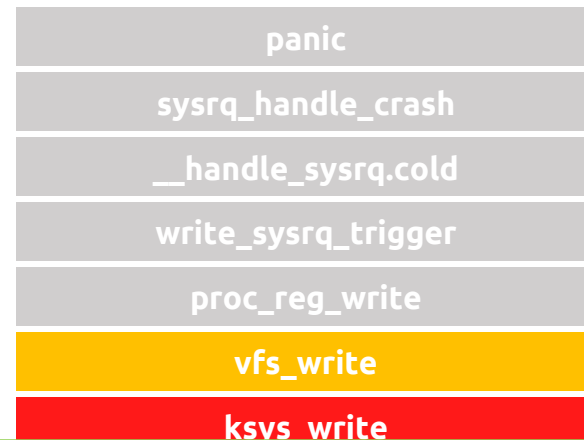 panic
sysrq_handle_crash
__handle_sysrq.cold
write_sysrq_trigger
proc_reg_write
vfs_write
ksys_write